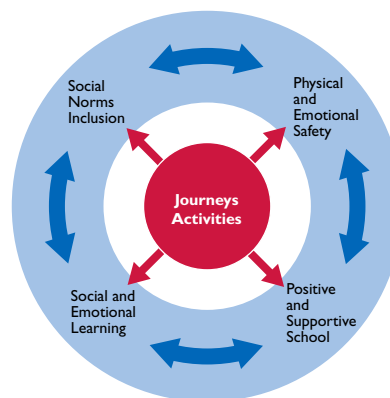 Social
Norms
Inclusion
Physical
and
Emotional
Safety
Journeys
Activities
Social and
Emotional
Learning
Positive
and
Supportive
School